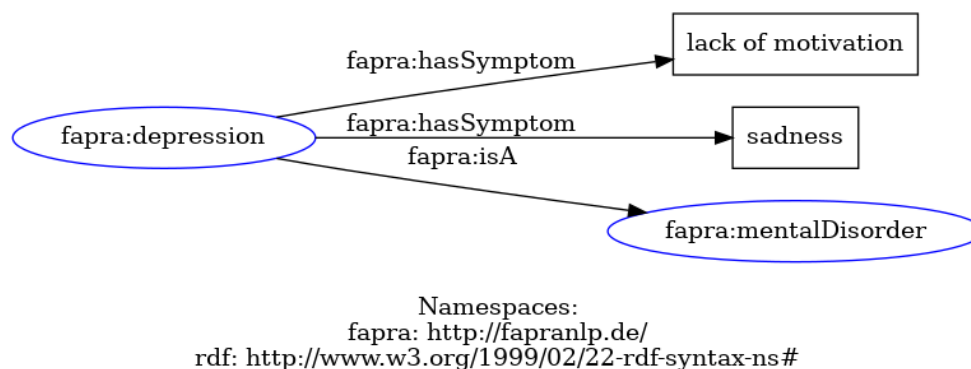 fapra:hasSymptom
lack of motivation
fapra:depression
fapra:hasSymptom
sadness
fapra:isA
fapra:mentalDisorder
Namespaces:
fapra: http://fapranlp.de/
rdf: http://www.w3.org/1999/02/22-rdf-syntax-ns#